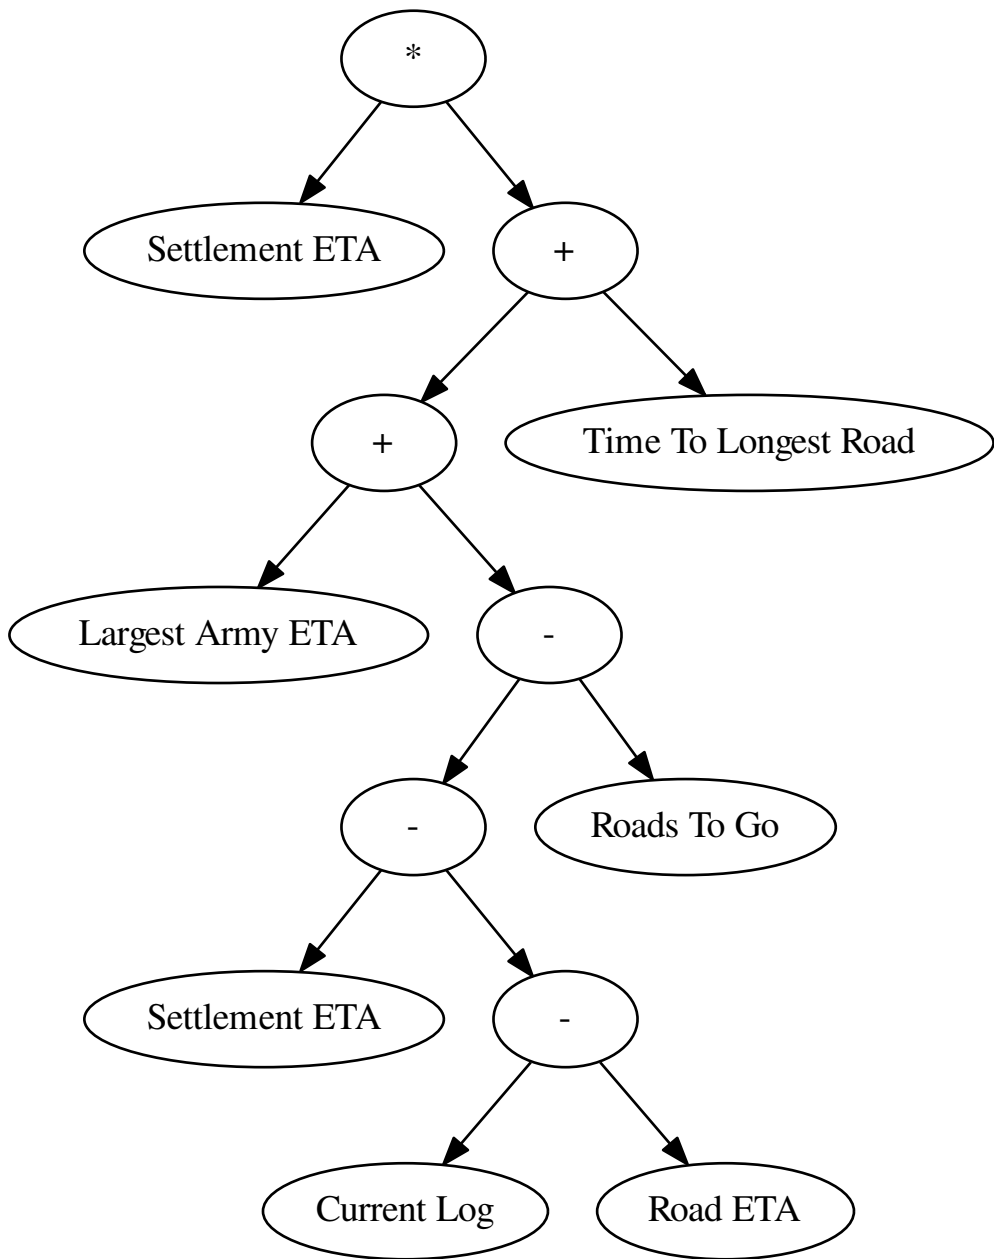 *
Settlement ETA
+
+
Time To Longest Road
Largest Army ETA
-
-
Roads To Go
Settlement ETA
-
Current Log
Road ETA